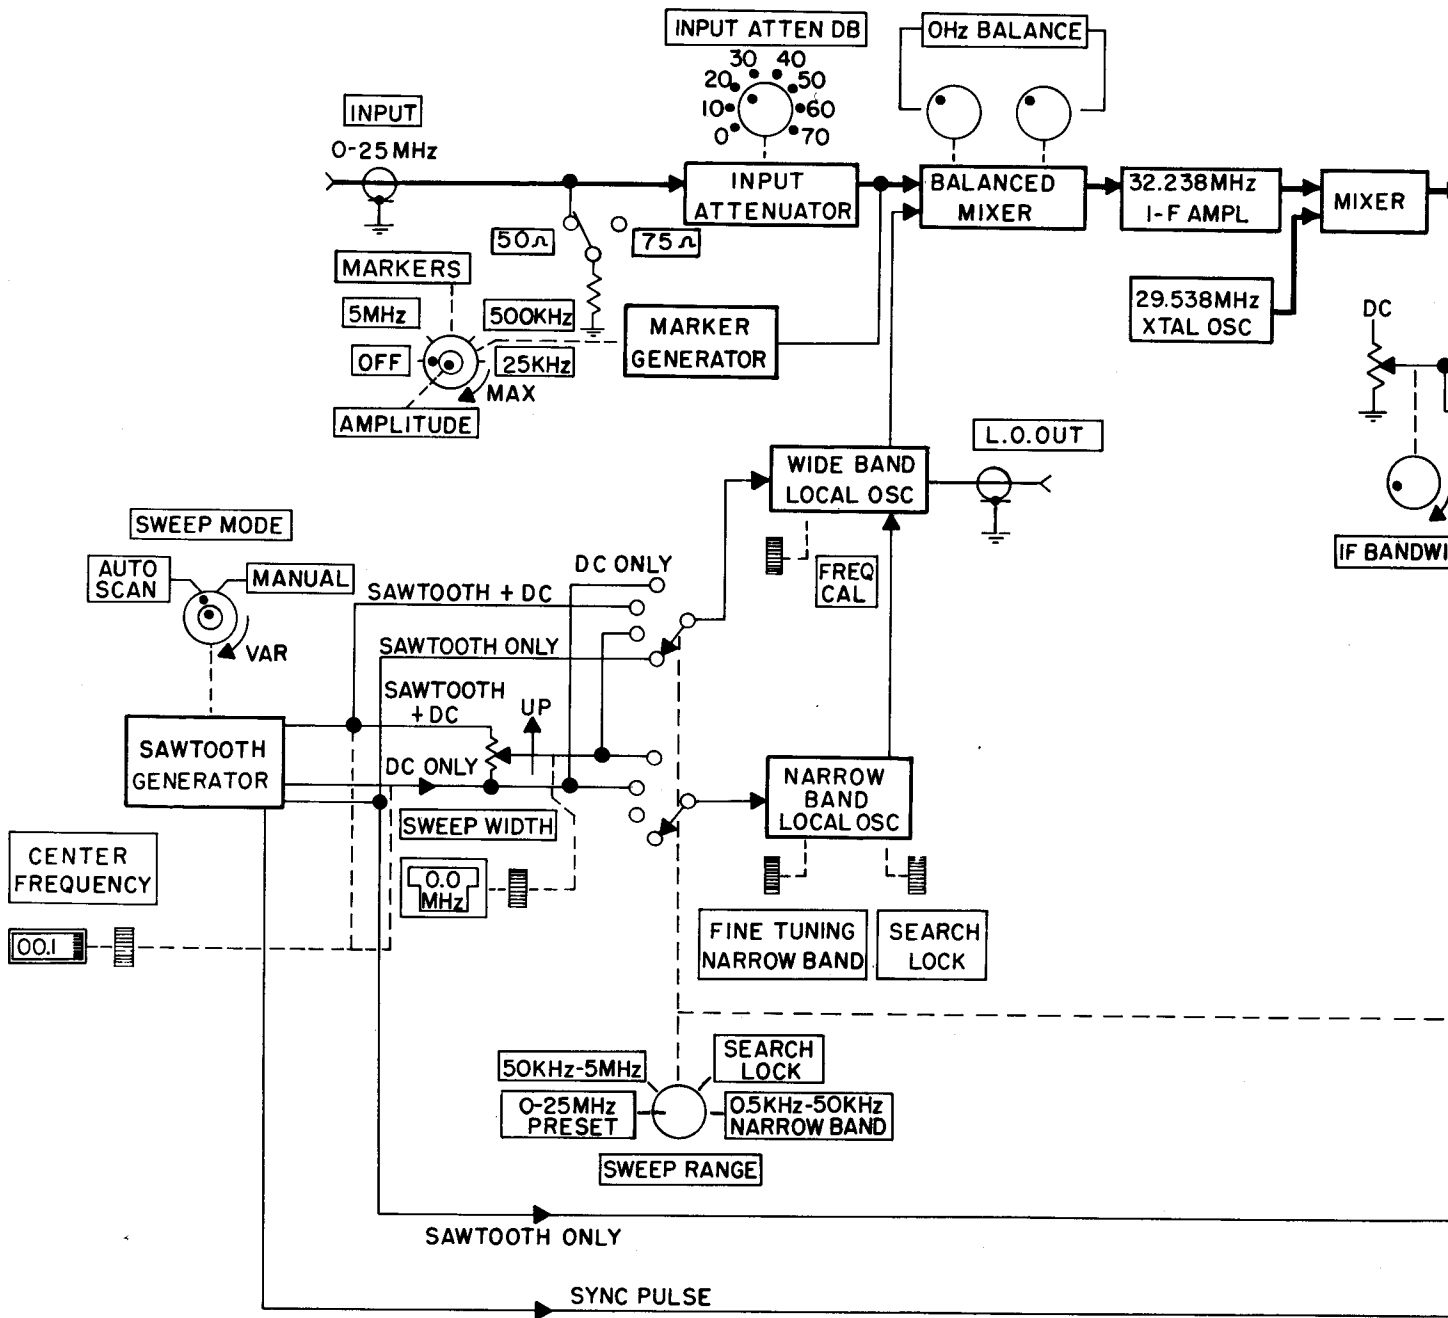 INPUT ATTEN DB
0Hz BALANCE
30 40
20 50
10 60
0 70
INPUT
0-25 MHz
INPUT
ATTENUATOR
BALANCED
MIXER
32.238MHz
I-F AMPL
MIXER
50Ω
75Ω
MARKERS
5MHz
500KHz
OFF
25KHz
MAX
AMPLITUDE
MARKER
GENERATOR
29.538MHz
XTAL OSC
DC
L.O.OUT
WIDE BAND
LOCAL OSC
FREQ
CAL
IF BANDWI
SWEEP MODE
AUTO
SCAN
MANUAL
VAR
DC ONLY
SAWTOOTH + DC
SAWTOOTH ONLY
SAWTOOTH
+ DC
UP
DC ONLY
SAWTOOTH
GENERATOR
SWEEP WIDTH
0.0
MHz
NARROW
BAND
LOCAL OSC
CENTER
FREQUENCY
00.1
FINE TUNING
NARROW BAND
SEARCH
LOCK
50KHz-5MHz
SEARCH
LOCK
0-25MHz
PRESET
0.5KHz-50KHz
NARROW BAND
SWEEP RANGE
SAWTOOTH ONLY
SYNC PULSE